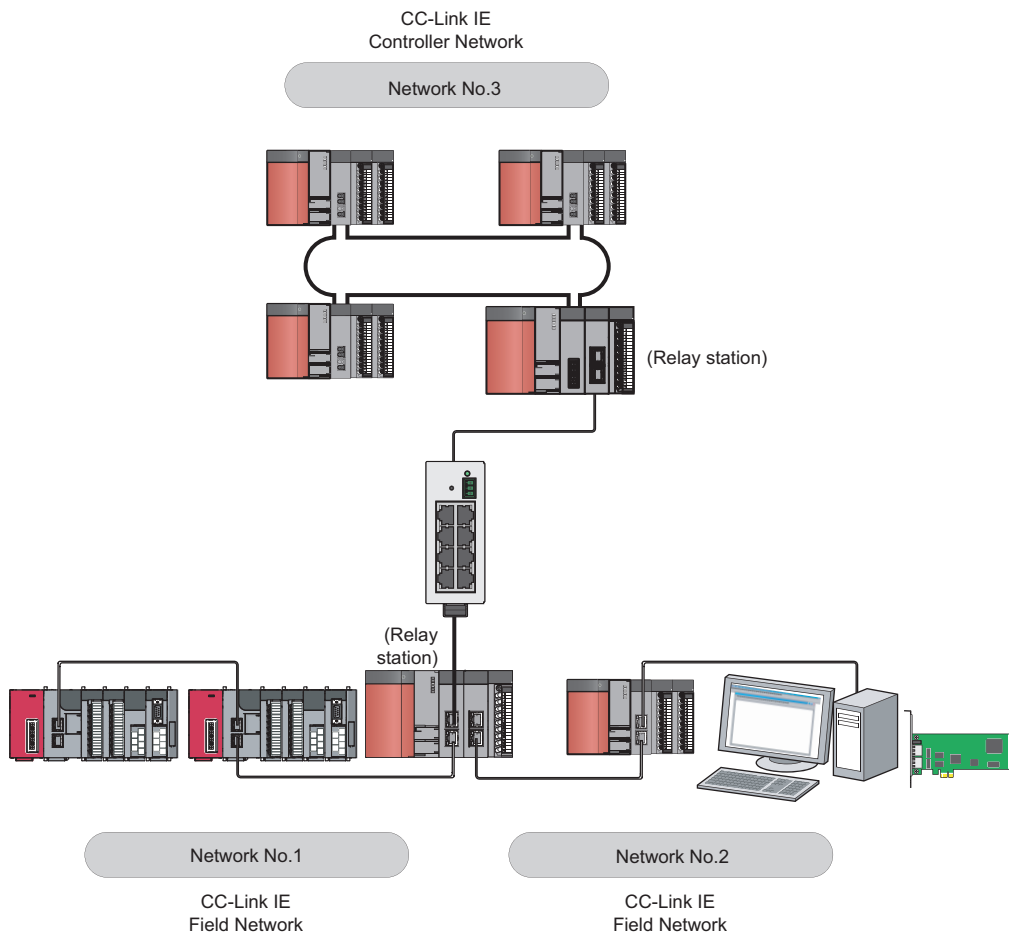 CC-Link IE
Controller Network
Network No.3
(Relay station)
(Relay
station)
Network No.1
Network No.2
CC-Link IE
Field Network
CC-Link IE
Field Network